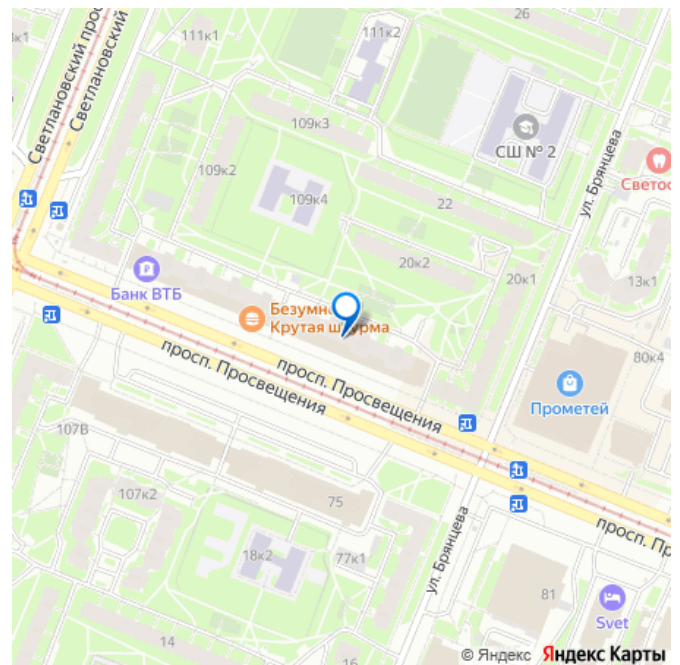 26
111к1
111к2
Светлановский прос
Светлановский
109к3
СШ № 2
ул. Брянцева
Светос
109к2
109к4
22
20к2
20к1
13к1
Банк ВТБ
Безумно
Крутая шаурма
80к4
просп. Просвещения
просп. Просвещения
Прометей
107В
107к2
75
просп. Пр
18к2
77к1
ул. Брянцева
81
Svet
14
16
© Яндекс Яндекс Карты